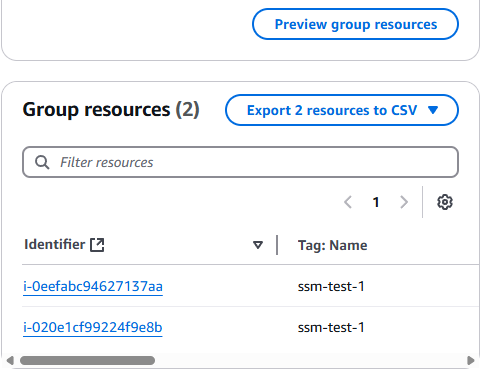 Preview group resources
Group resources (2)
Export 2 resources to CSV
Filter resources
1
Identifier
Tag: Name
i-0eefabc94627137aa
ssm-test-1
i-020e1cf99224f9e8b
ssm-test-1